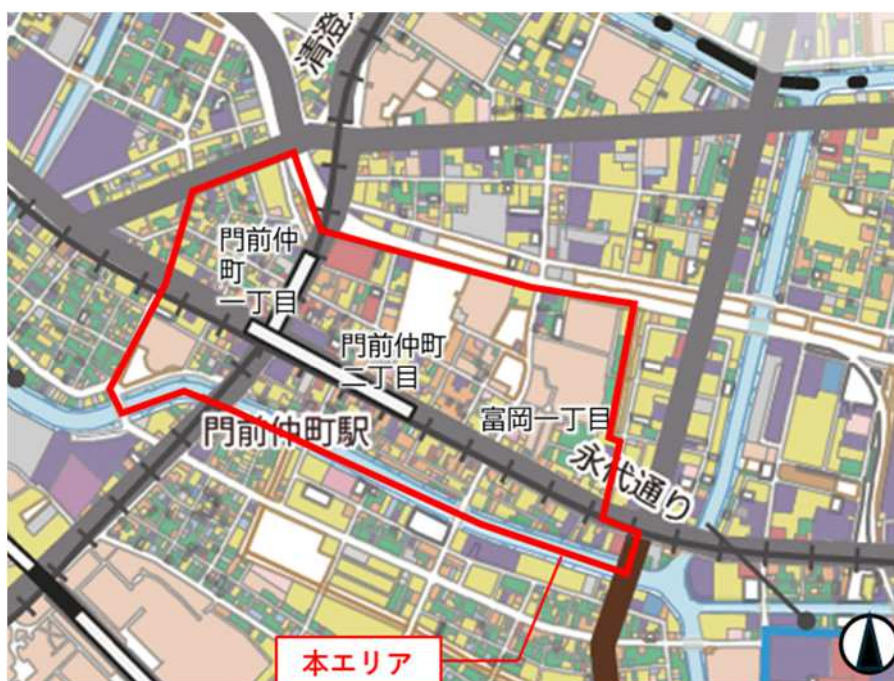 清澄
門前仲
町
一丁目
門前仲町
二丁目
富岡一丁目
門前仲町駅
永代通り
本エリア